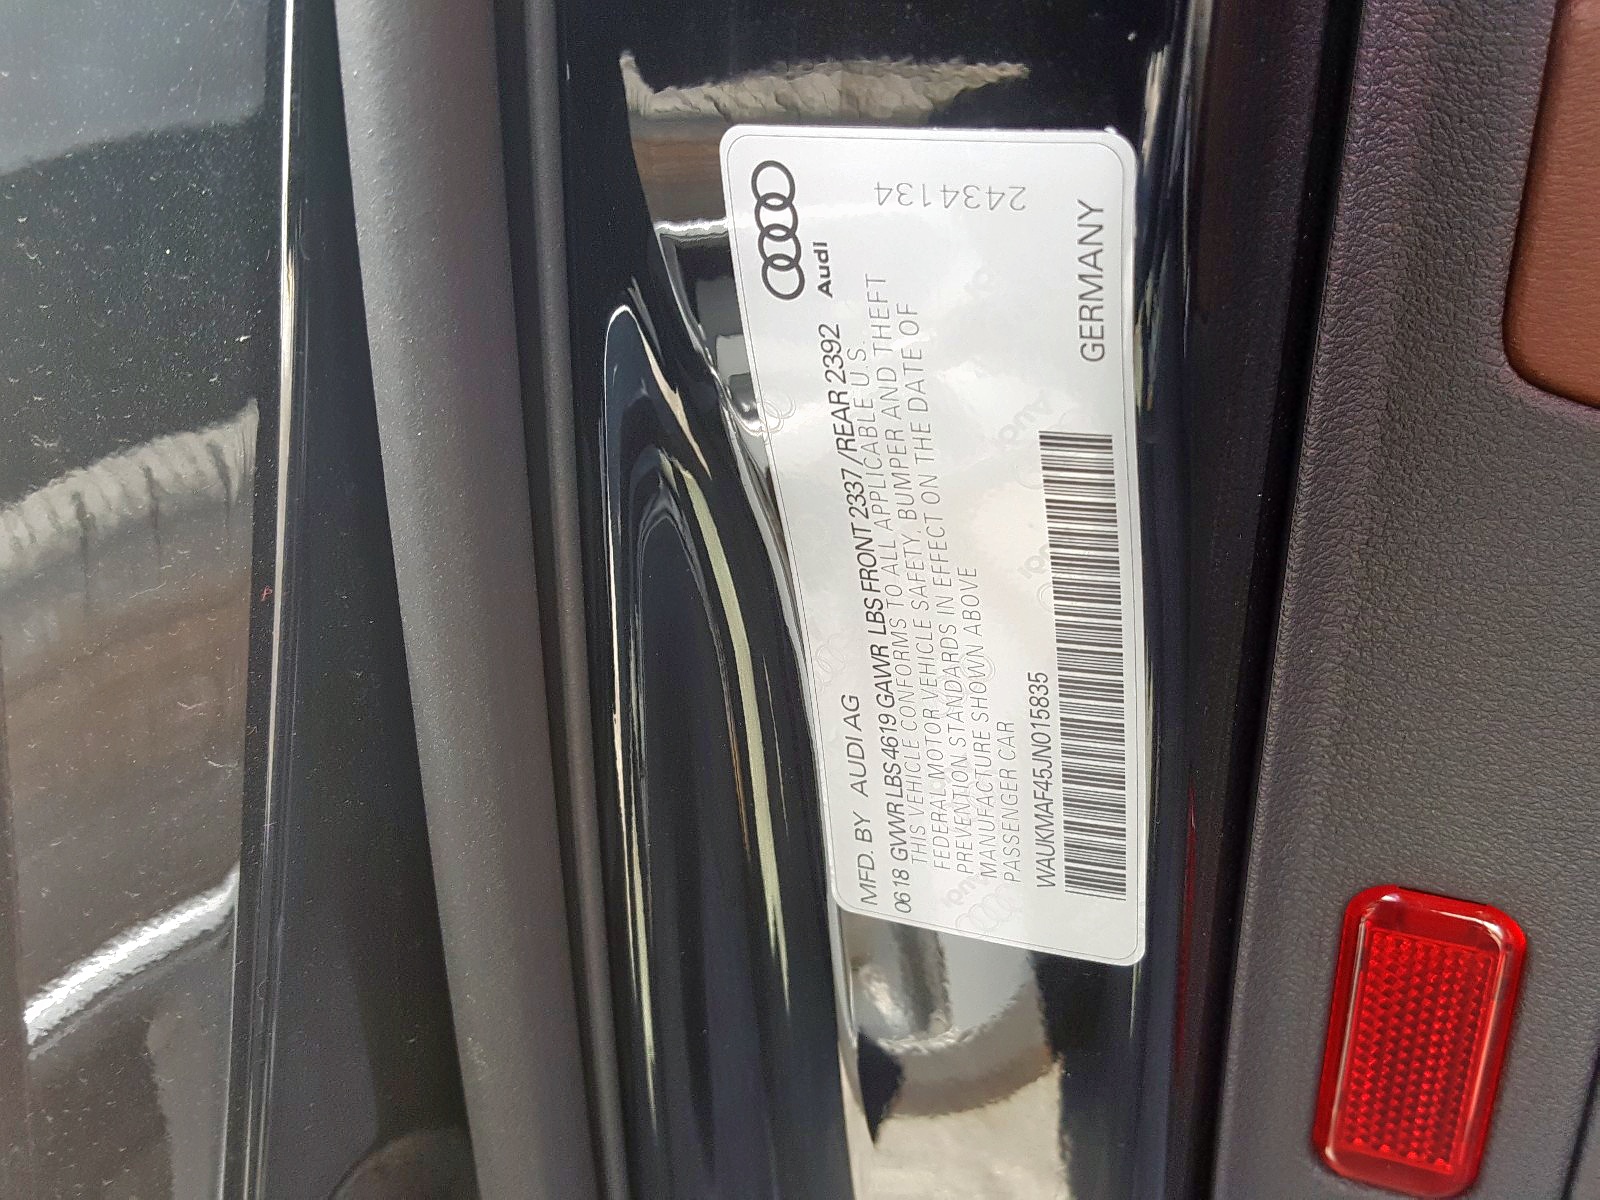 Audi
2434134
MFD. BY AUDI AG
0618 GVWR LBS 4619 GAWR LBS FRONT 2337/REAR 2392
THIS VEHICLE CONFORMS TO ALL APPLICABLE U.S.
FEDERAL MOTOR VEHICLE SAFETY, BUMPER AND THEFT
PREVENTION STANDARDS IN EFFECT ON THE DATE OF
MANUFACTURE SHOWN ABOVE
PASSENGER CAR
WAUKMAF45JN015835
GERMANY